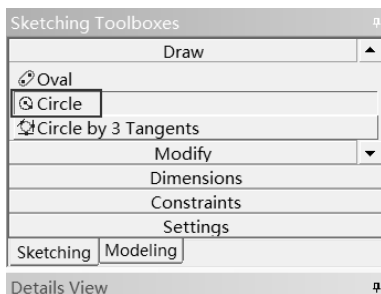 Sketching Toolboxes
Draw
Oval
Circle
Circle by 3 Tangents
Modify
Dimensions
Constraints
Settings
Sketching Modeling
Details View